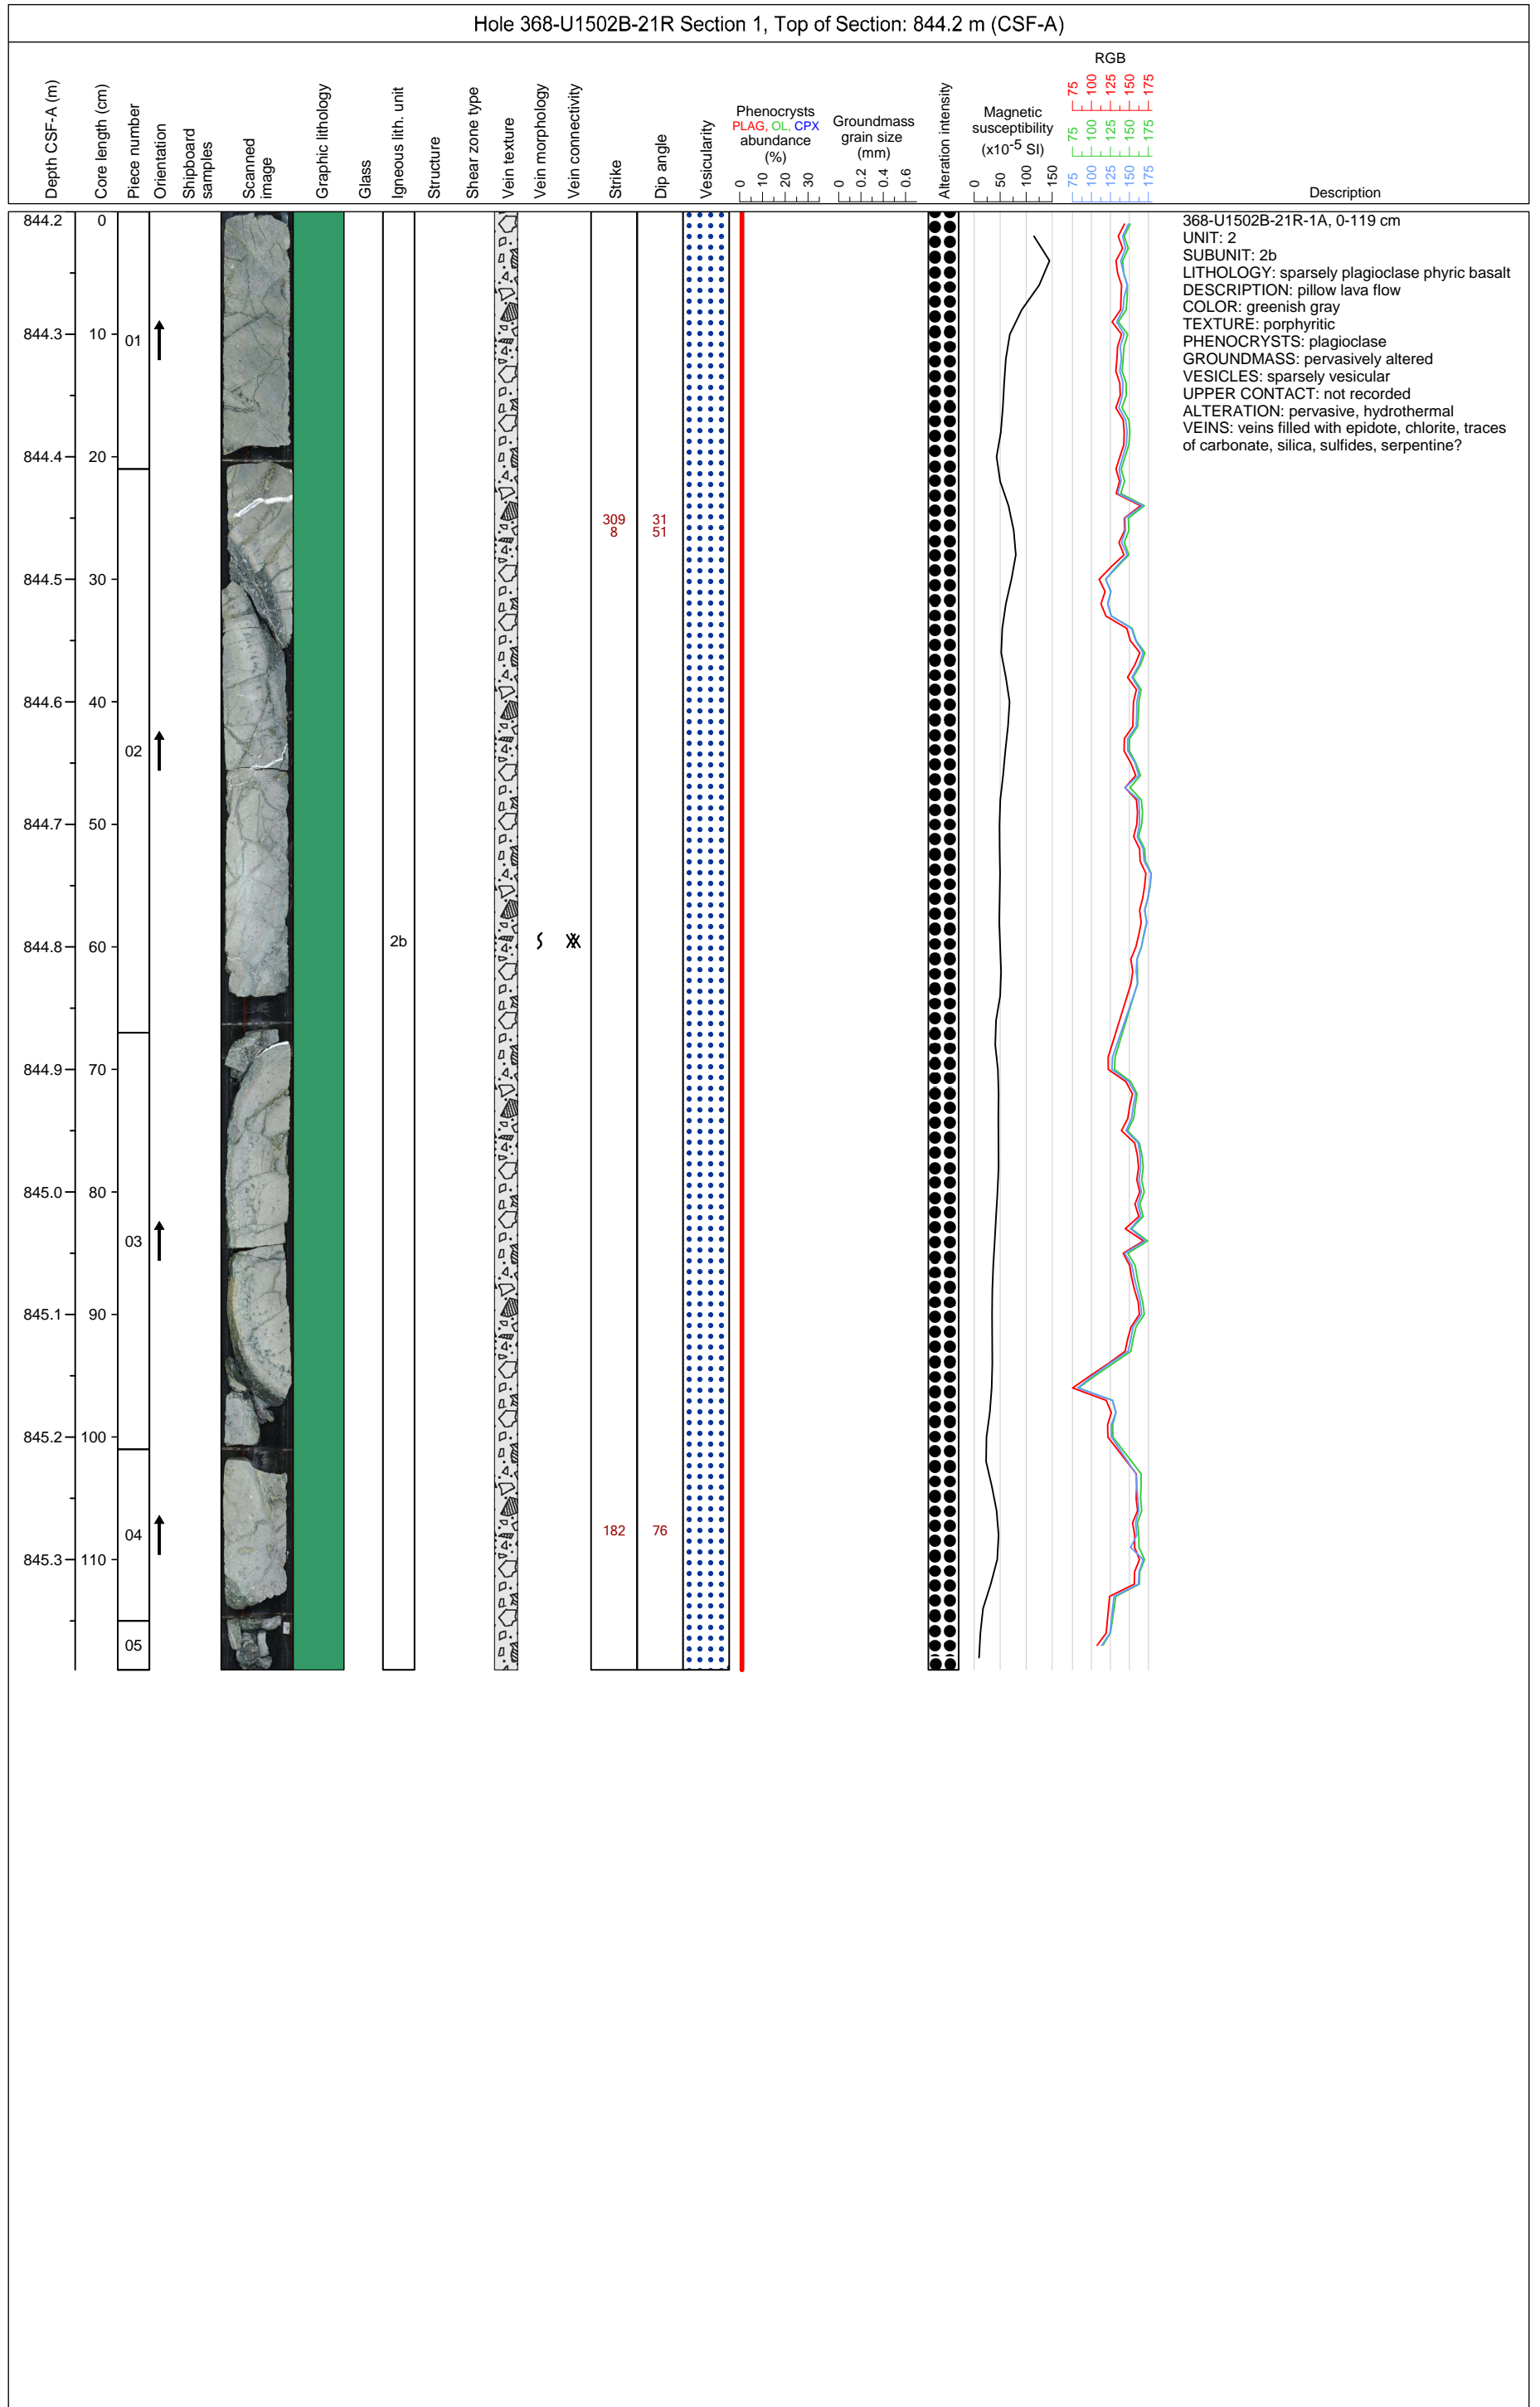 Hole 368-U1502B-21R Section 1, Top of Section: 844.2 m (CSF-A)
Depth CSF-A (m)
Core length (cm)
Piece number
Orientation
Shipboard
samples
Scanned
image
Graphic lithology
Glass
Igneous lith. unit
Structure
Shear zone type
Vein texture
Vein morphology
Vein connectivity
Strike
Dip angle
Vesicularity
Phenocrysts
PLAG, OL, CPX
abundance
(%)
0 10 20 30
Groundmass
grain size
(mm)
0 0.2 0.4 0.6
Alteration intensity
Magnetic
susceptibility
(x10-5 SI)
0 50 100 150
RGB
75 100 125 150 175
75 100 125 150 175
75 100 125 150 175
Description
844.2 0
844.3 10 01
844.4 20
309 31
8 51
844.5 30
844.6 40
02
844.7 50
844.8 60 2b
844.9 70
845.0 80
03
845.1 90
845.2 100
04 182 76
845.3 110
05
368-U1502B-21R-1A, 0-119 cm
UNIT: 2
SUBUNIT: 2b
LITHOLOGY: sparsely plagioclase phyric basalt
DESCRIPTION: pillow lava flow
COLOR: greenish gray
TEXTURE: porphyritic
PHENOCRYSTS: plagioclase
GROUNDMASS: pervasively altered
VESICLES: sparsely vesicular
UPPER CONTACT: not recorded
ALTERATION: pervasive, hydrothermal
VEINS: veins filled with epidote, chlorite, traces
of carbonate, silica, sulfides, serpentine?